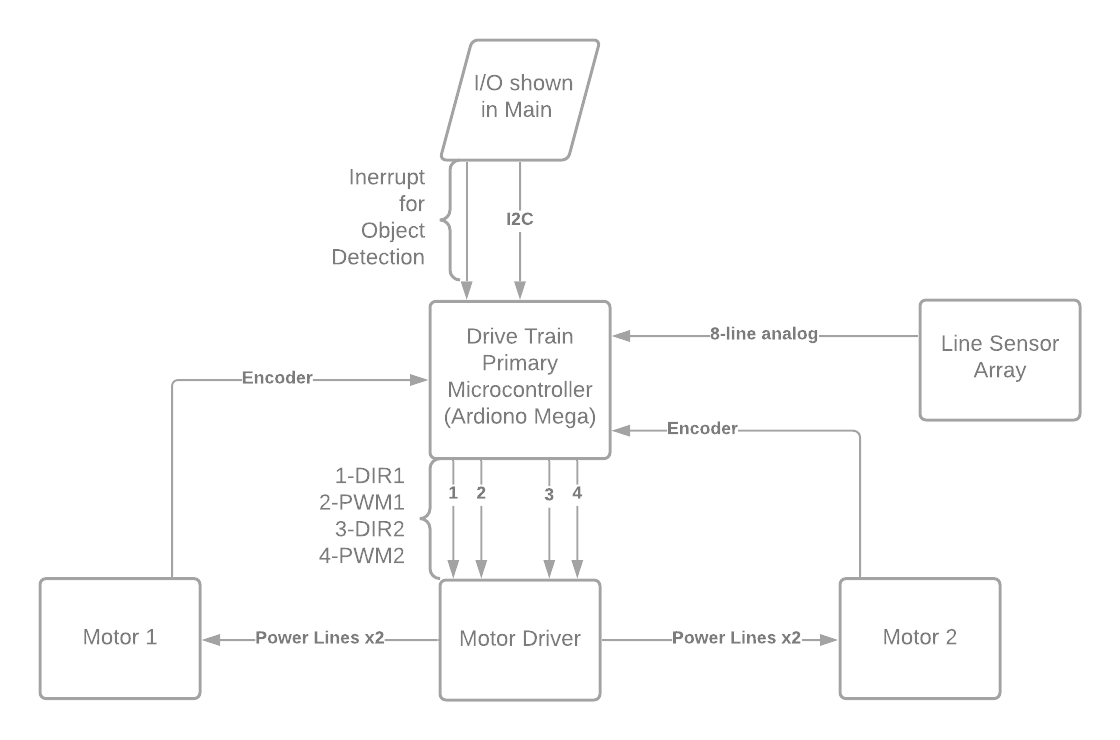 I/O shown
in Main
Inerrupt
for
Object
Detection
I2C
Drive Train
Primary
Microcontroller
(Ardiono Mega)
8-line analog
Line Sensor
Array
Encoder
Encoder
1-DIR1
2-PWM1
3-DIR2
4-PWM2
1 2 3 4
Motor 1
Power Lines x2
Motor Driver
Power Lines x2
Motor 2